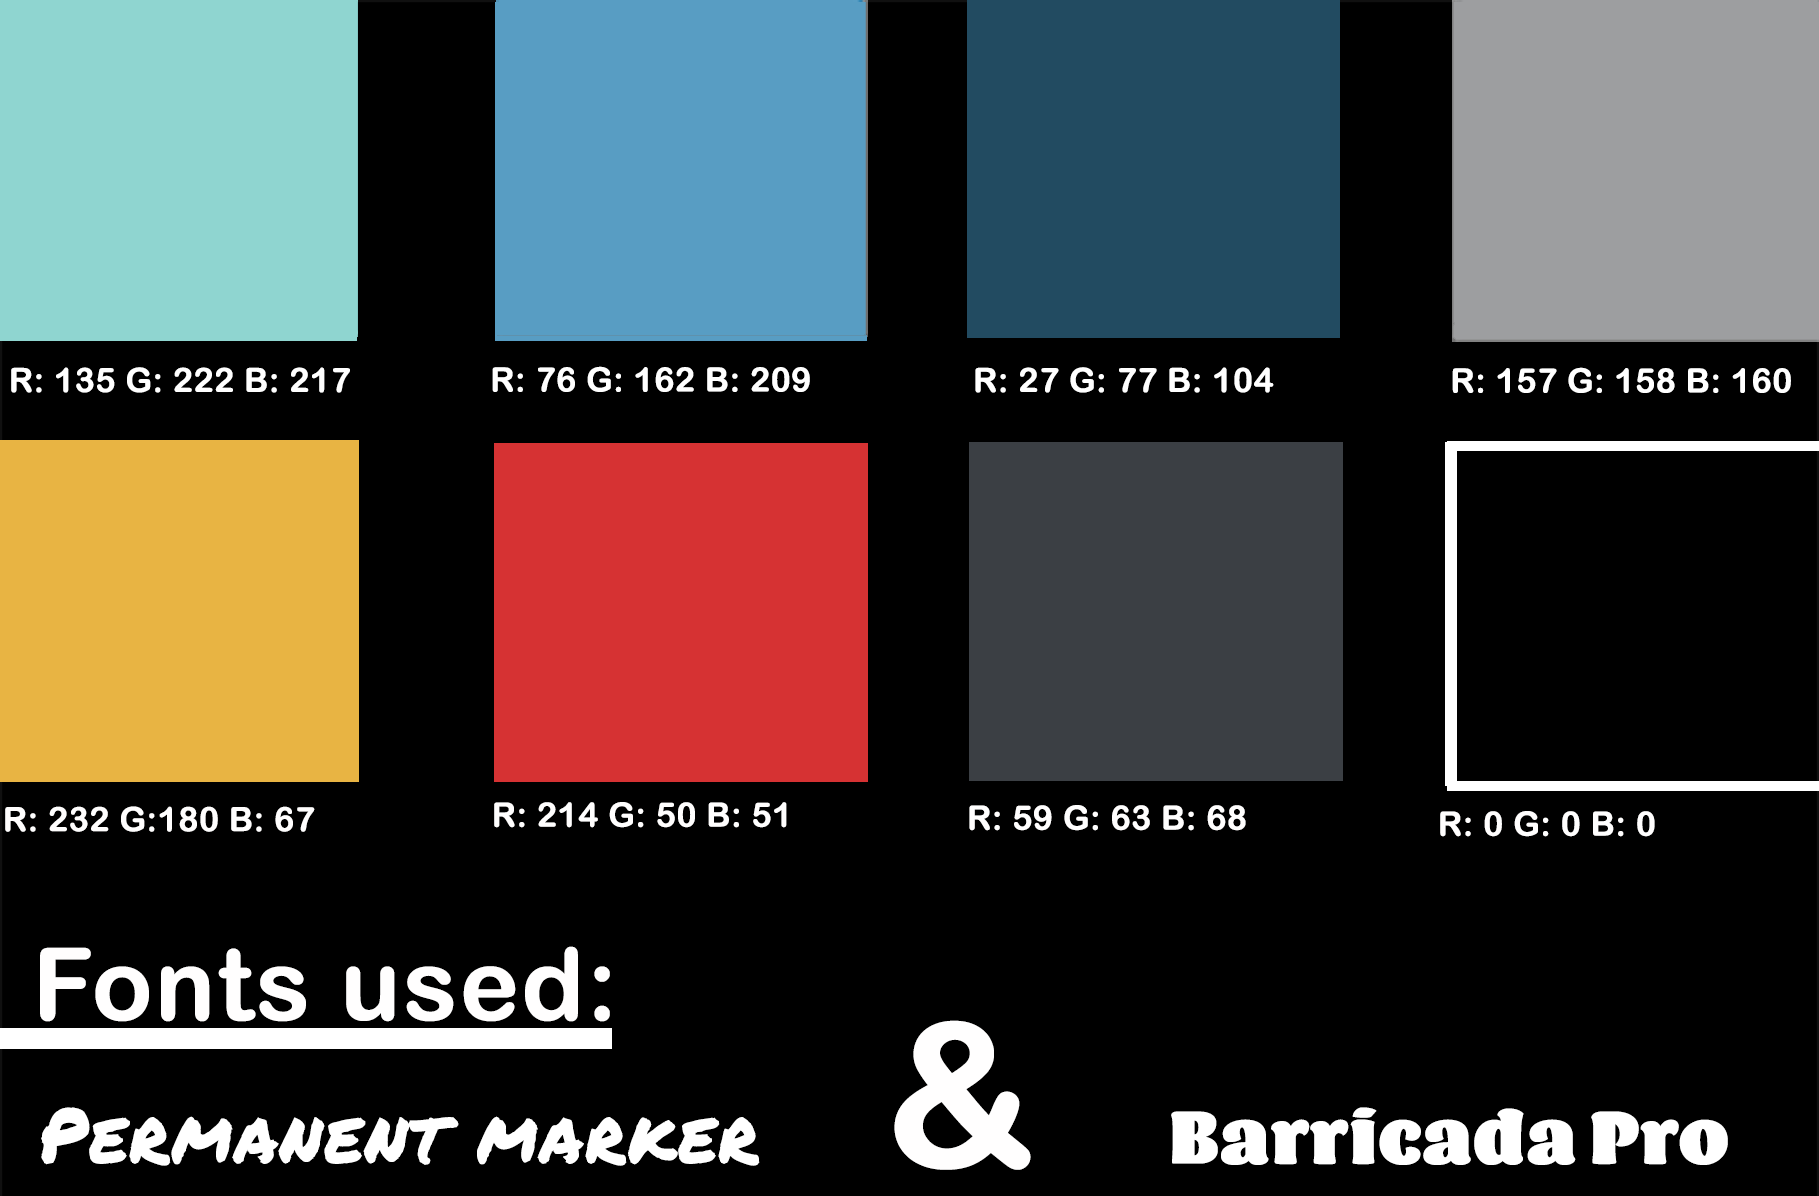 R: 135 G: 222 B: 217
R: 76 G: 162 B: 209
R: 27 G: 77 B: 104
R: 157 G: 158 B: 160
R: 232 G:180 B: 67
R: 214 G: 50 B: 51
R: 59 G: 63 B: 68
R: 0 G: 0 B: 0
Fonts used:
PERMANENT MARKER
&
Barricada Pro